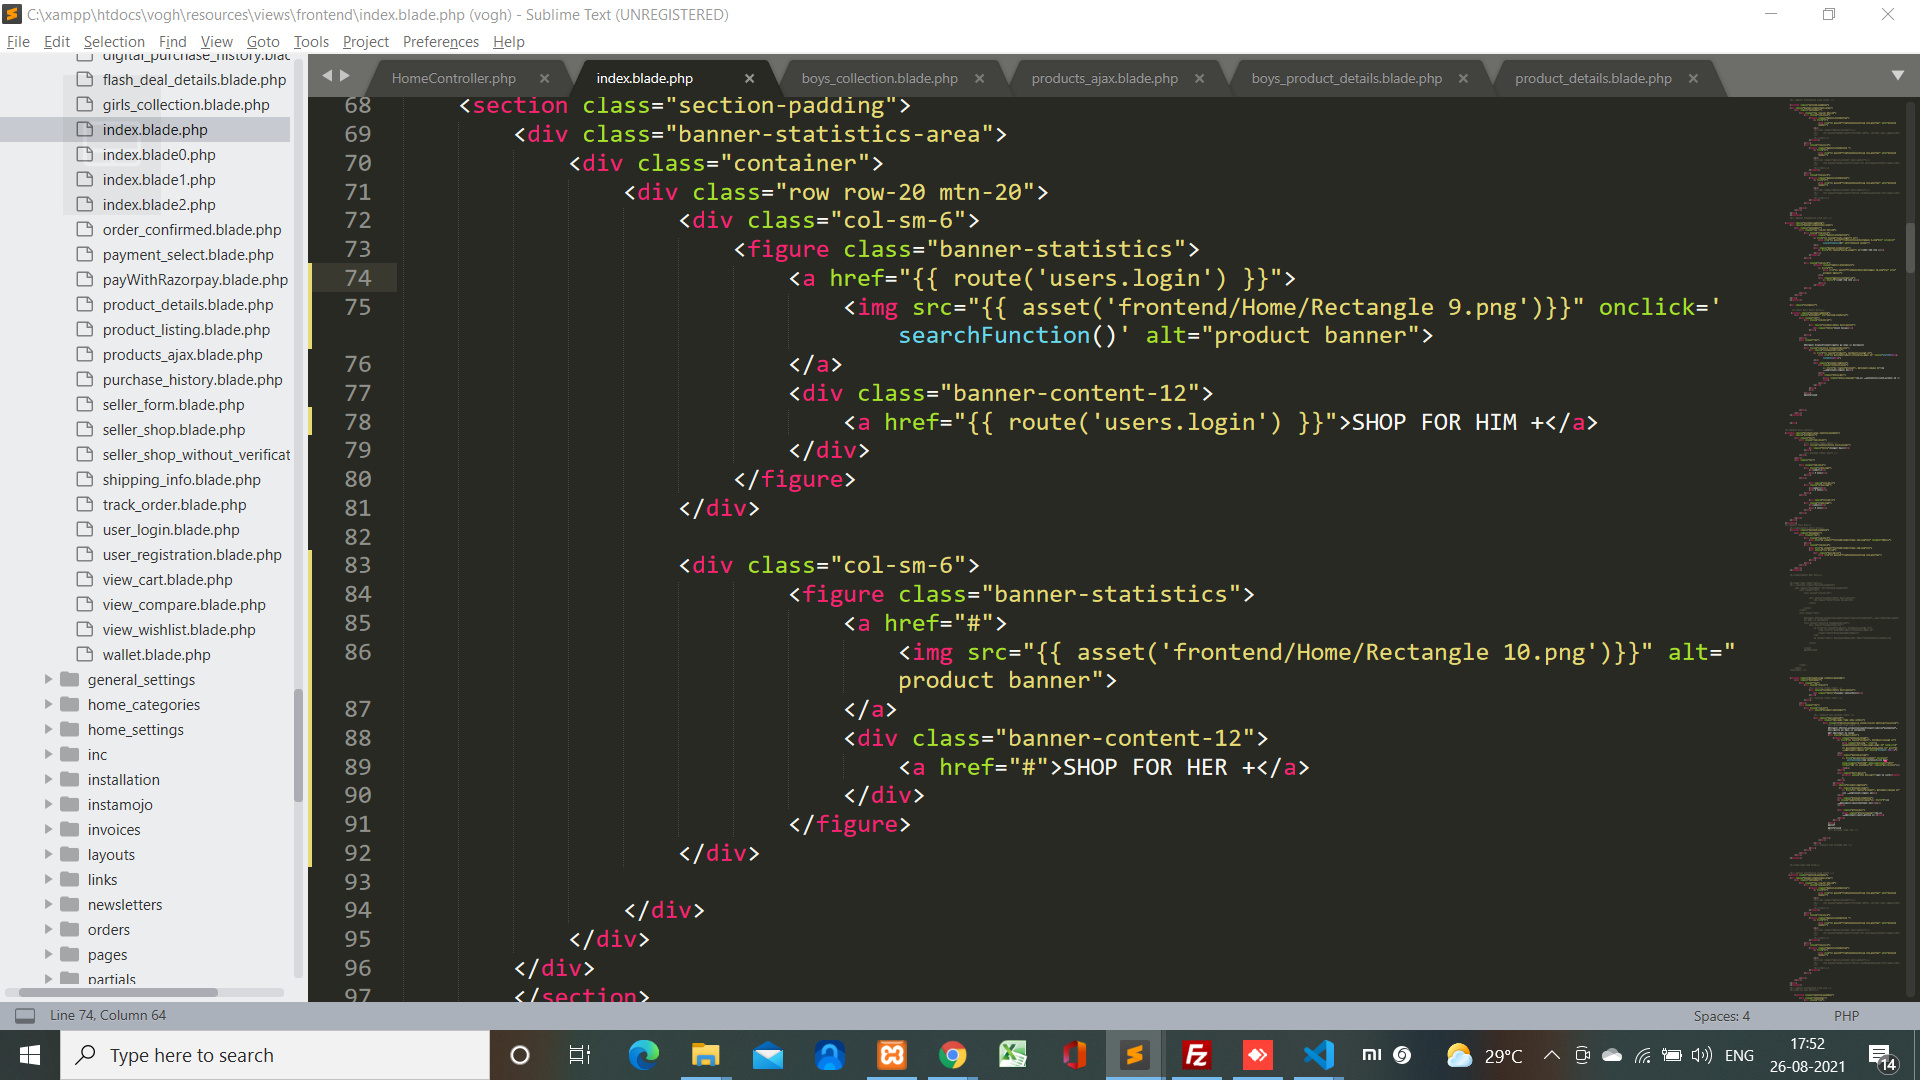 C:\xampp\htdocs\vogh\resources\views\frontend\index.blade.php (vogh) - Sublime Text (UNREGISTERED)
File Edit Selection Find View Goto Tools Project Preferences Help
digital_purchase_history.blac
flash_deal_details.blade.php
girls_collection.blade.php
index.blade.php
index.blade0.php
index.blade1.php
index.blade2.php
order_confirmed.blade.php
payment_select.blade.php
payWithRazorpay.blade.php
product_details.blade.php
product_listing.blade.php
products_ajax.blade.php
purchase_history.blade.php
seller_form.blade.php
seller_shop.blade.php
seller_shop_without_verificat
shipping_info.blade.php
track_order.blade.php
user_login.blade.php
user_registration.blade.php
view_cart.blade.php
view_compare.blade.php
view_wishlist.blade.php
wallet.blade.php
general_settings
home_categories
home_settings
inc
installation
instamojo
invoices
layouts
links
newsletters
orders
pages
partials
HomeController.php index.blade.php boys_collection.blade.php products_ajax.blade.php boys_product_details.blade.php product_details.blade.php
68 <section class="section-padding">
69 <div class="banner-statistics-area">
70 <div class="container">
71 <div class="row row-20 mtn-20">
72 <div class="col-sm-6">
73 <figure class="banner-statistics">
74 <a href="{{ route('users.login') }}">
75 <img src="{{ asset('frontend/Home/Rectangle 9.png')}}" onclick='
searchFunction()' alt="product banner">
76 </a>
77 <div class="banner-content-12">
78 <a href="{{ route('users.login') }}">SHOP FOR HIM +</a>
79 </div>
80 </figure>
81 </div>
82
83 <div class="col-sm-6">
84 <figure class="banner-statistics">
85 <a href="#">
86 <img src="{{ asset('frontend/Home/Rectangle 10.png')}}" alt="
product banner">
87 </a>
88 <div class="banner-content-12">
89 <a href="#">SHOP FOR HER +</a>
90 </div>
91 </figure>
92 </div>
93
94 </div>
95 </div>
96 </div>
97 </section>
Line 74, Column 64
Spaces: 4
PHP
Type here to search
mi
29°C
ENG
17:52
26-08-2021
14